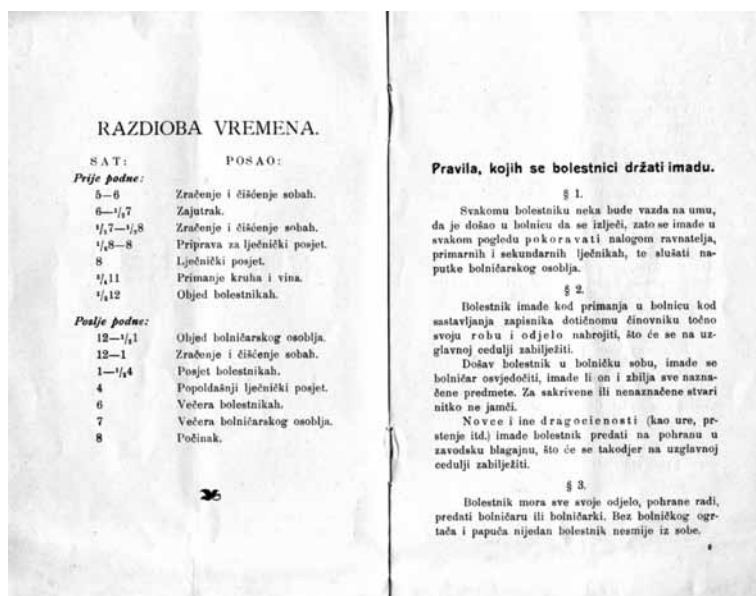 RAZDIOBA VREMENA.
SAT: POSAO:
Prije podne:
5—6 Zračenje i čišćenje sobah.
6—½7 Zajutrak.
½7—½8 Zračenje i čišćenje sobah.
½8—8 Priprava za lječnički posjet.
8 Lječnički posjet.
½11 Primanje kruha i vina.
½12 Objed bolestnikah.
Poslje podne:
12—½1 Objed bolničarskog osoblja.
12—1 Zračenje i čišćenje sobah.
1—½4 Posjet bolestnikah.
4 Popoldašnji lječnički posjet.
6 Večera bolestnikah.
7 Večera bolničarskog osoblja.
8 Počinak.
Pravila, kojih se bolestnici držati imadu.
§ 1.
Svakomu bolestniku neka bude vazda na umu,
da je došao u bolnicu da se izlječi, zato se imade u
svakom pogledu pokoravati nalogom ravnatelja,
primarnih i sekundarnih lječnikah, te slušati na-
putke bolničarskog osoblja.
§ 2.
Bolestnik imade kod primanja u bolnicu kod
sastavljanja zapisnika dotičnomu činovniku točno
svoju robu i odjelo nabrojiti, što će se na uz-
glavnoj cedulji zabilježiti.
Došav bolestnik u bolničku sobu, imade se
bolničar osvjedočiti, imade li on i zbilja sve nazna-
čene predmete. Za sakrivene ili nenaznačene stvari
nitko ne jamči.
Novce i ine dragocienosti (kao ure, pr-
stenje itd.) imade bolestnik predati na pohranu u
zavodsku blagajnu, što će se takodjer na uzglavnoj
cedulji zabilježiti.
§ 3.
Bolestnik mora sve svoje odjelo, pohrane radi,
predati bolničaru ili bolničarki. Bez bolničkog ogr-
tača i papuča nijedan bolestnik nesmije iz sobe.